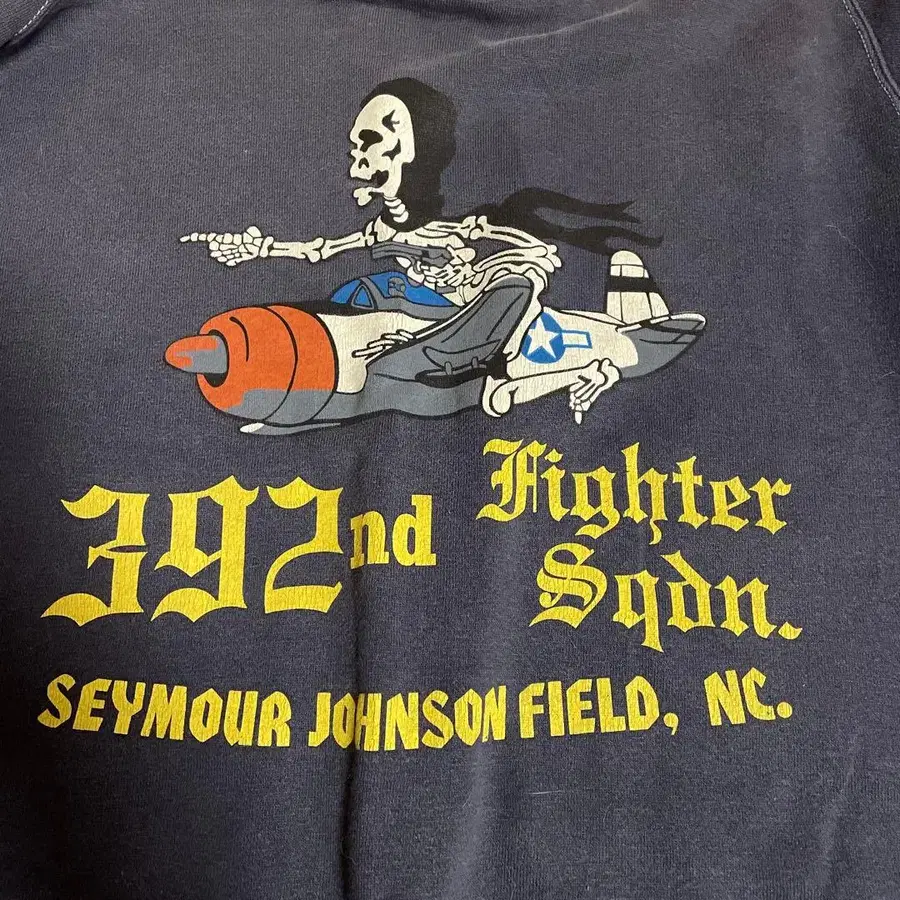 392nd Fighter
Sqdn.
SEYMOUR JOHNSON FIELD, NC.